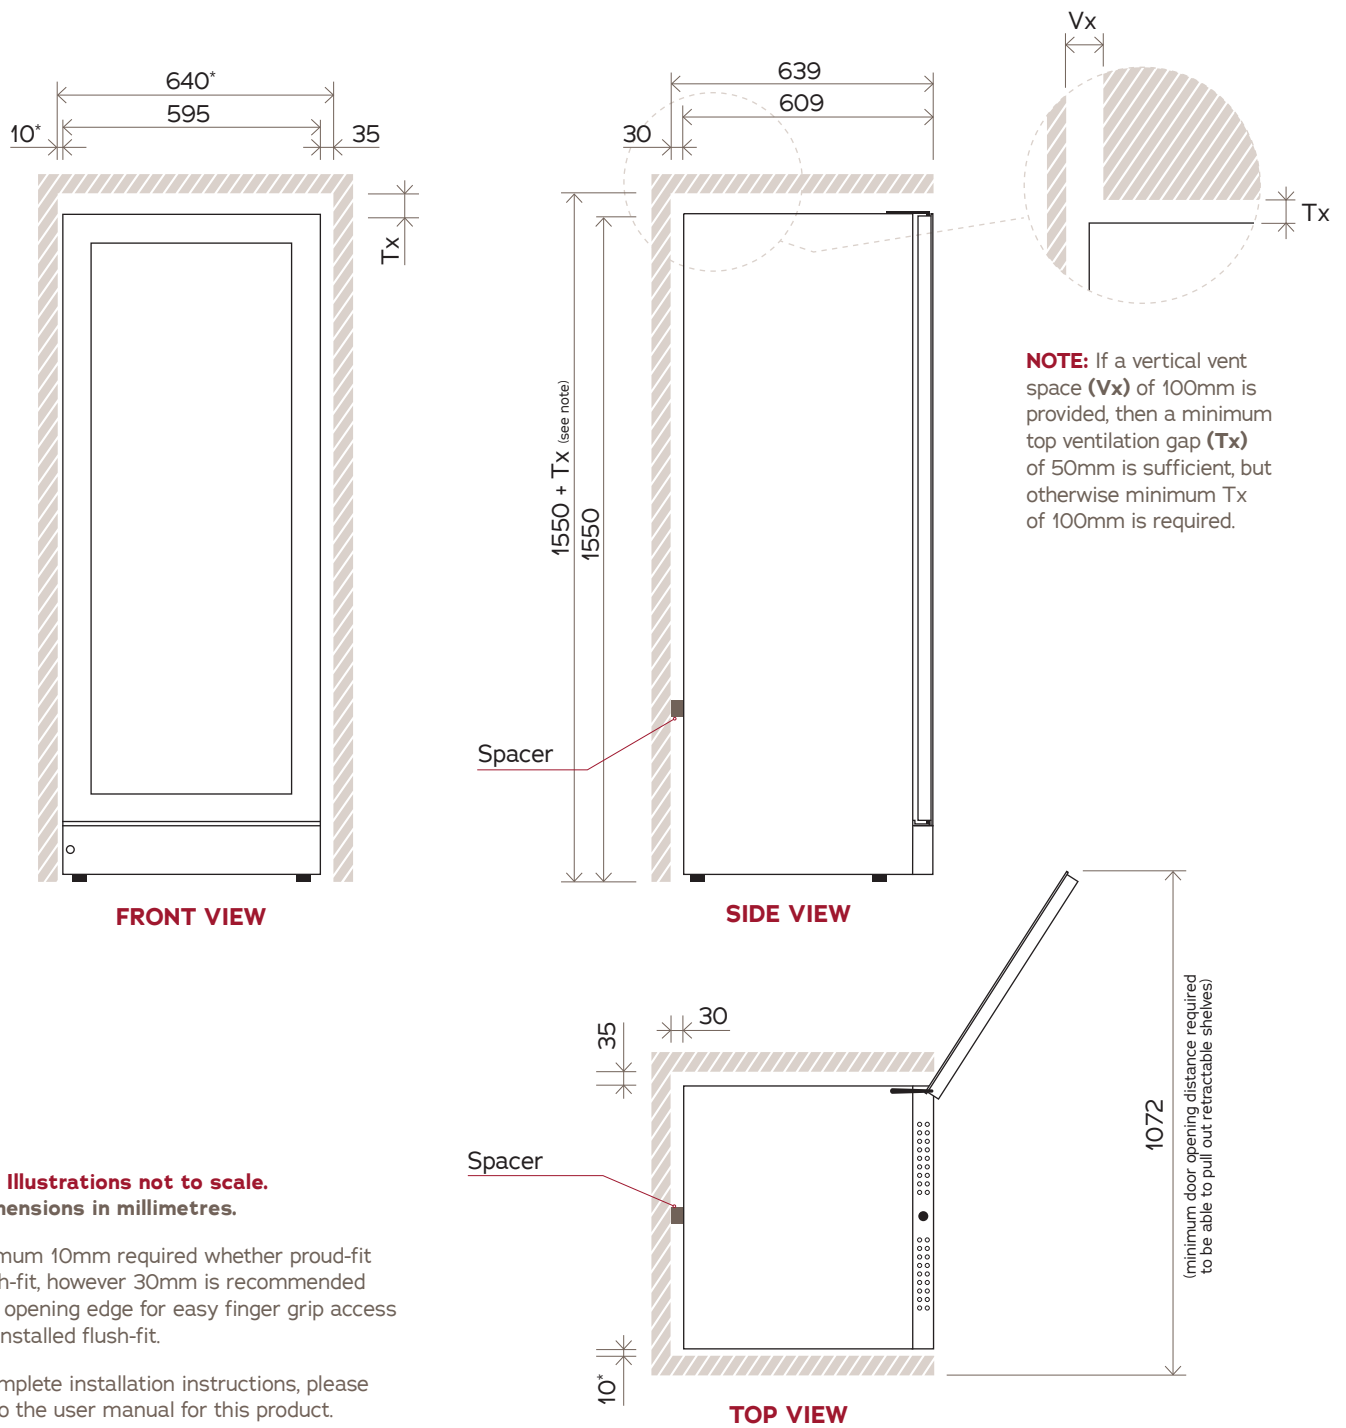 640*
595
10*
35
Tx
FRONT VIEW
639
609
30
1550 + Tx (see note)
1550
Spacer
SIDE VIEW
Vx
Tx
NOTE: If a vertical vent
space (Vx) of 100mm is
provided, then a minimum
top ventilation gap (Tx)
of 50mm is sufficient, but
otherwise minimum Tx
of 100mm is required.
30
35
Spacer
10*
1072
(minimum door opening distance required
to be able to pull out retractable shelves)
TOP VIEW
Illustrations not to scale.
in millimetres.
10mm required whether proud-fit
however 30mm is recommended
opening edge for easy finger grip access
flush-fit.
installation instructions, please
the user manual for this product.